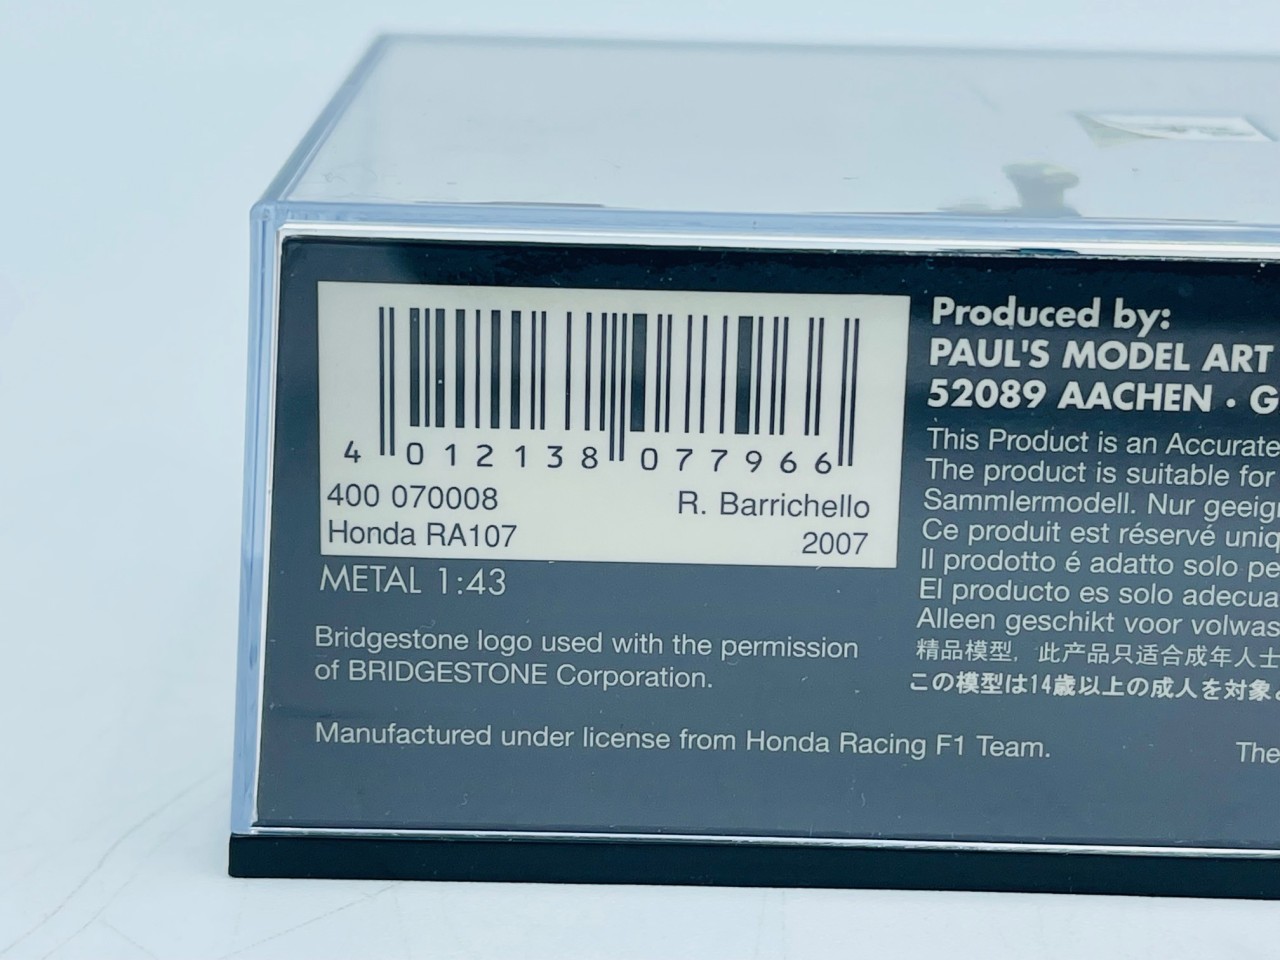 4 012138 077966
400 070008 R. Barrichello
Honda RA107 2007
METAL 1:43
Bridgestone logo used with the permission
of BRIDGESTONE Corporation.
Manufactured under license from Honda Racing F1 Team.
Produced by:
PAUL'S MODEL ART
52089 AACHEN · G
This Product is an Accurate
The product is suitable for
Sammlermodell. Nur geeig
Ce produit est réservé uniq
Il prodotto é adatto solo pe
El producto es solo adecua
Alleen geschikt voor volwas
精品模型，此产品只适合成年人士
この模型は14歳以上の成人を対象
The